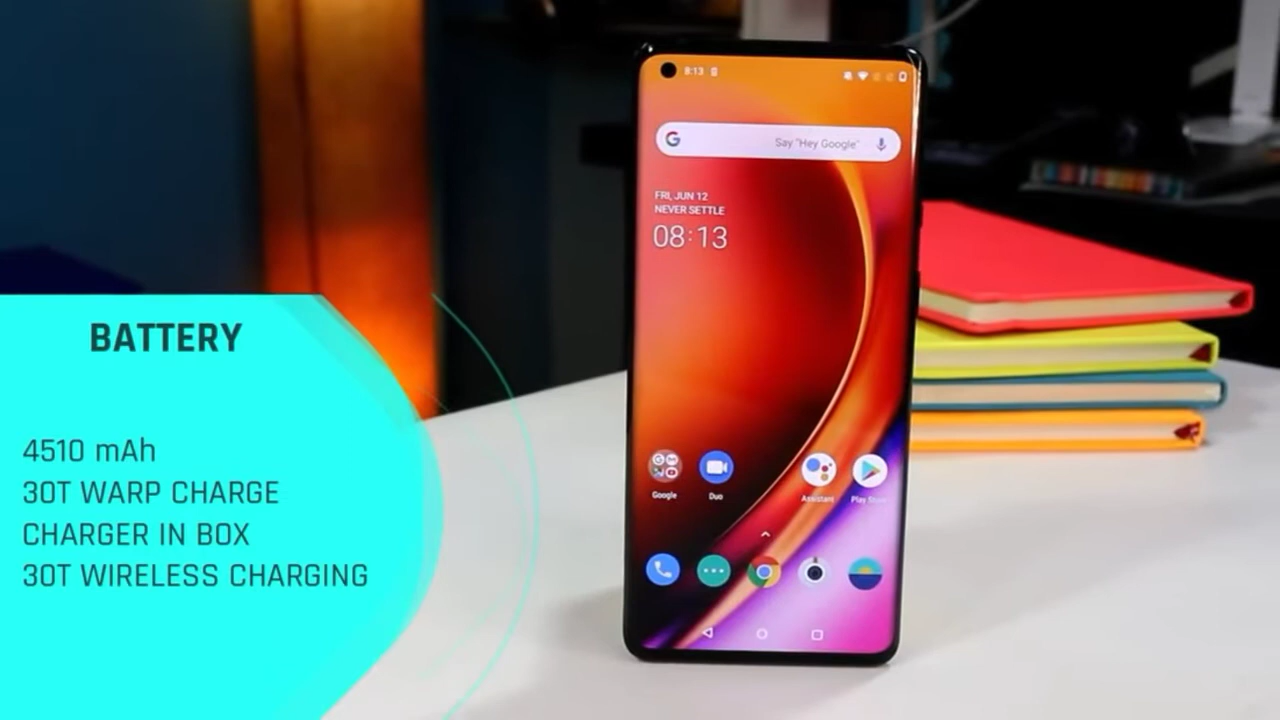 BATTERY
4510 mAh
30T WARP CHARGE
CHARGER IN BOX
30T WIRELESS CHARGING
8:13
Say "Hey Google"
FRI, JUN 12
NEVER SETTLE
08:13
Google
Duo
Assistant
Play Store